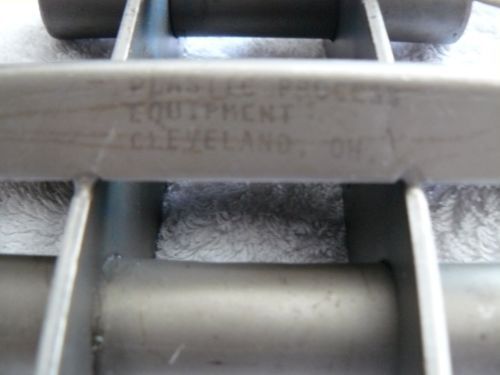 PLASTIC PROCESS
EQUIPMENT
CLEVELAND, OH.